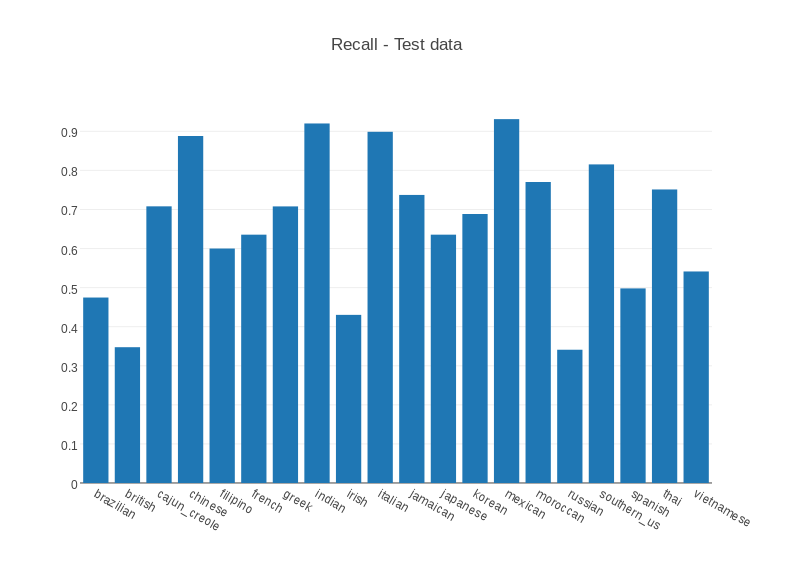 Recall - Test data
0.9
0.8
0.7
0.6
0.5
0.4
0.3
0.2
0.1
0
brazilian
british
cajun_creole
chinese
filipino
french
greek
indian
irish
italian
jamaican
japanese
korean
mexican
moroccan
russian
southern_us
spanish
thai
vietnamese